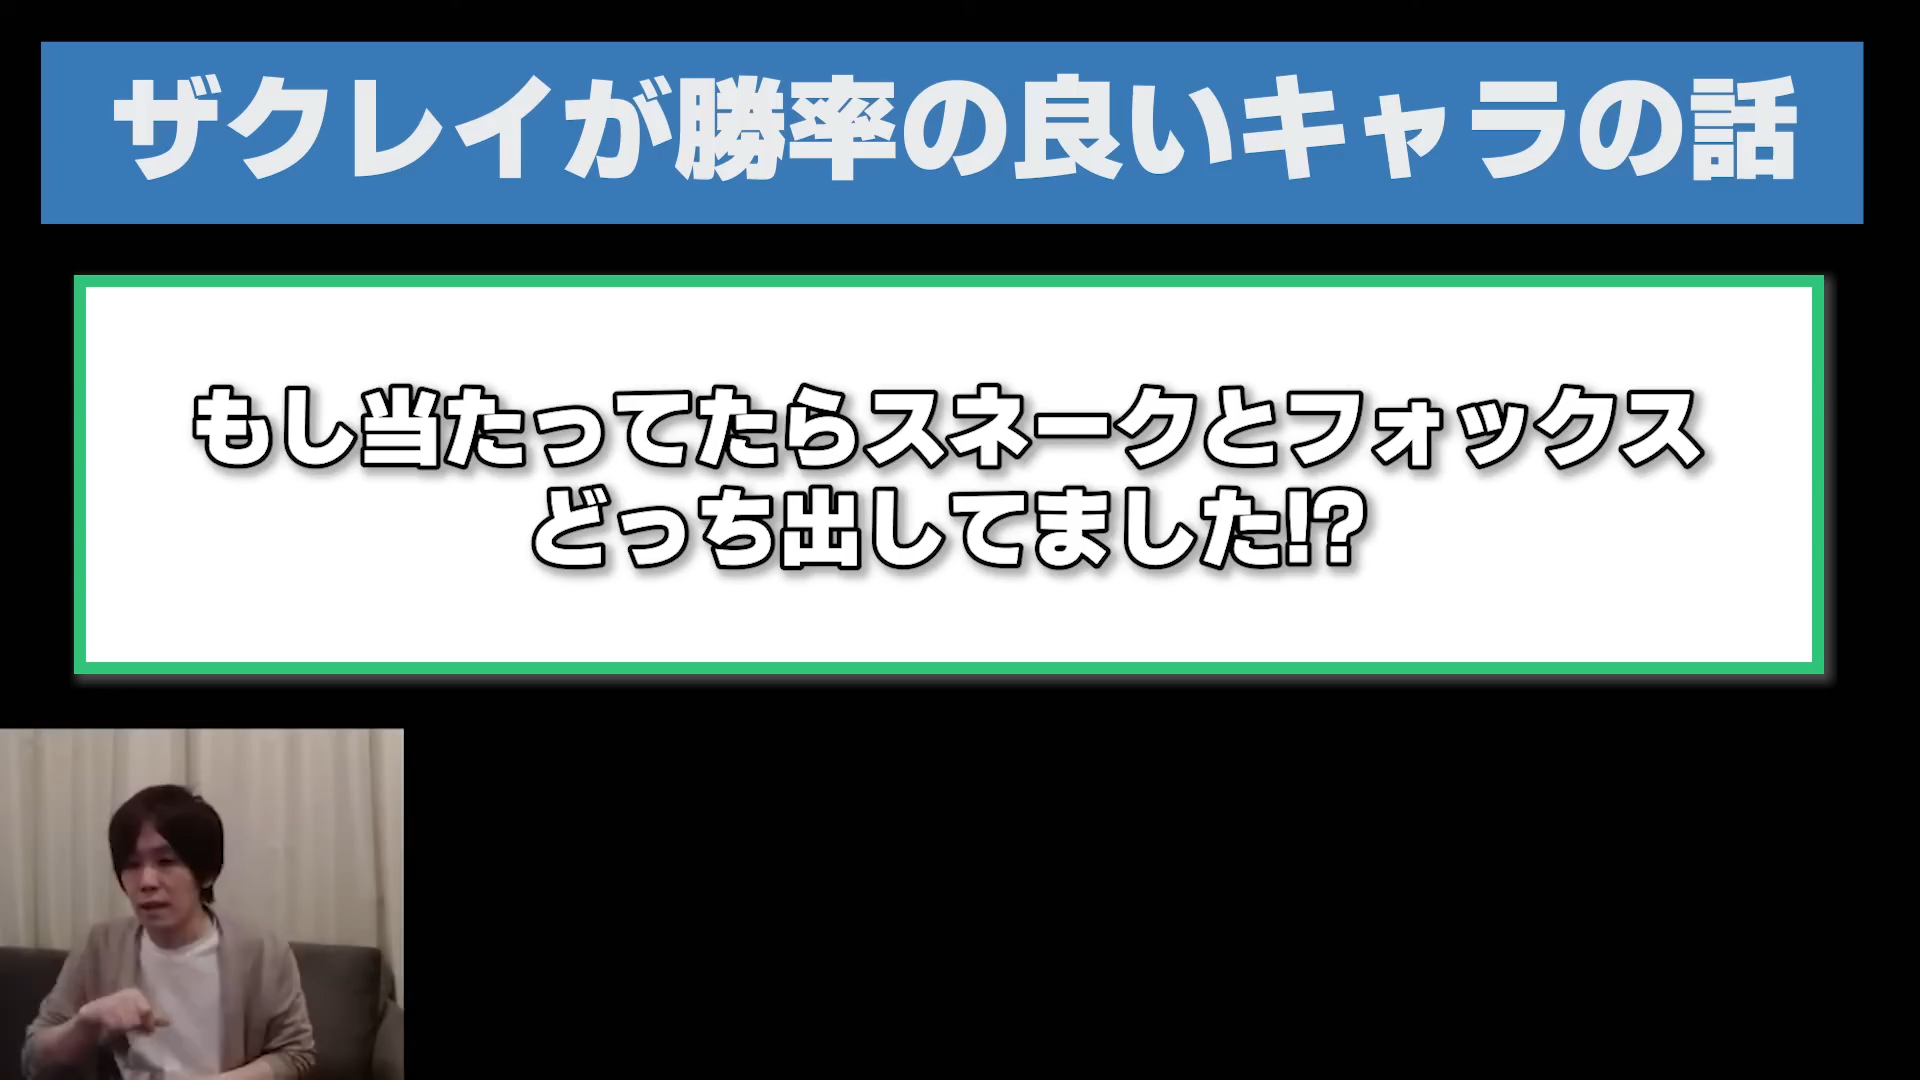 ザクレイが勝率の良いキャラの話
もし当たってたらスネークとフォックス
どっち出してました!?